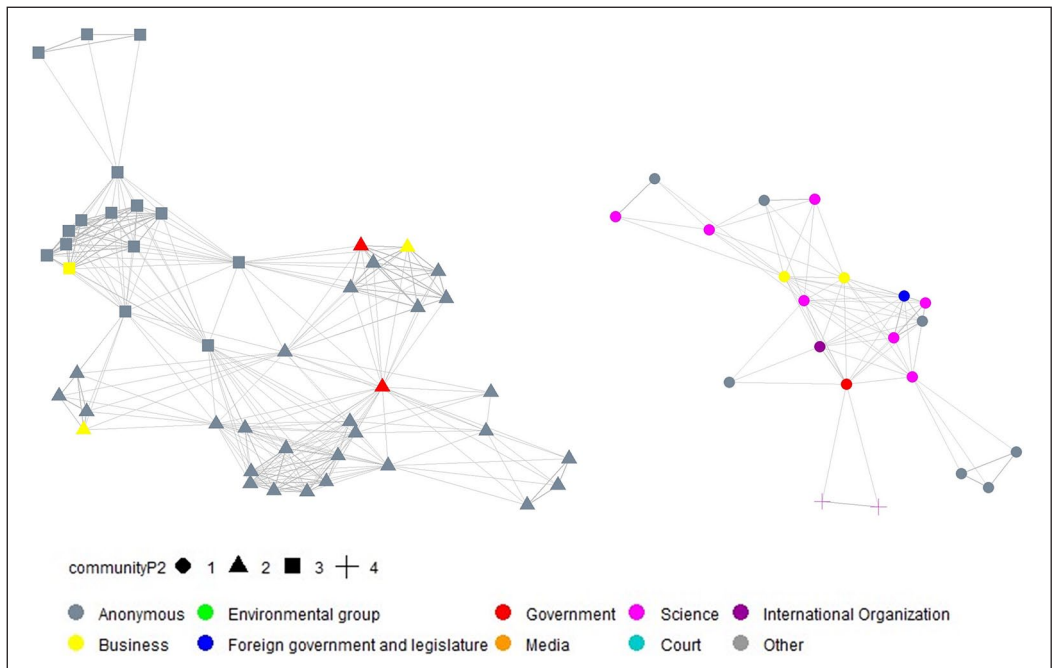 communityP2 1 2 3 4
Anonymous Environmental group Government Science International Organization
Business Foreign government and legislature Media Court Other